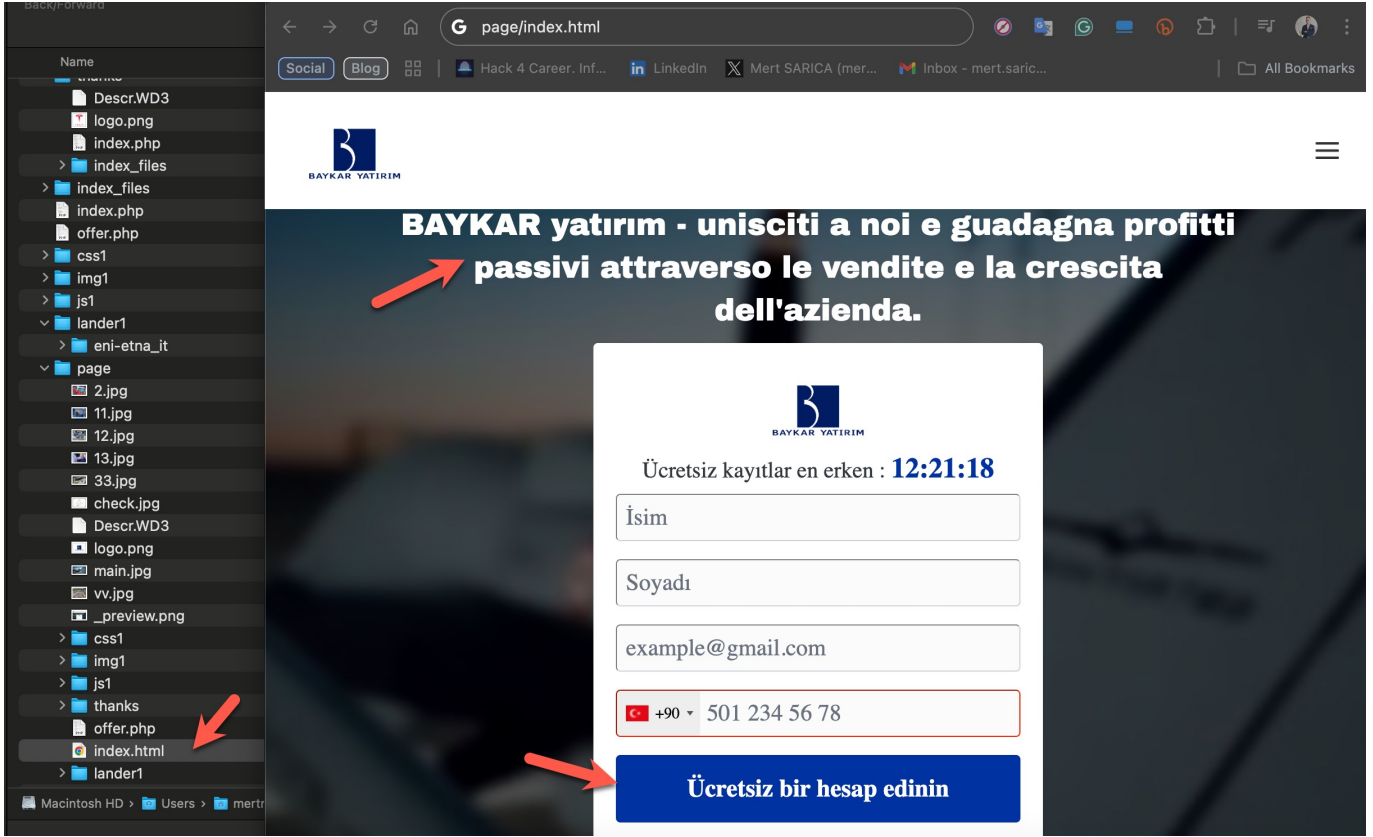 Back/Forward
Name
thanks
Descr.WD3
logo.png
index.php
index_files
index_files
index.php
offer.php
css1
img1
js1
lander1
eni-etna_it
page
2.jpg
11.jpg
12.jpg
13.jpg
33.jpg
check.jpg
Descr.WD3
logo.png
main.jpg
vv.jpg
_preview.png
css1
img1
js1
thanks
offer.php
index.html
lander1
Macintosh HD › Users › mertr
page/index.html
Social Blog Hack 4 Career. Inf... LinkedIn Mert SARICA (mer... Inbox - mert.saric... All Bookmarks
BAYKAR YATIRIM
BAYKAR yatırım - unisciti a noi e guadagna profitti
passivi attraverso le vendite e la crescita
dell'azienda.
BAYKAR YATIRIM
Ücretsiz kayıtlar en erken : 12:21:18
İsim
Soyadı
example@gmail.com
+90 501 234 56 78
Ücretsiz bir hesap edinin